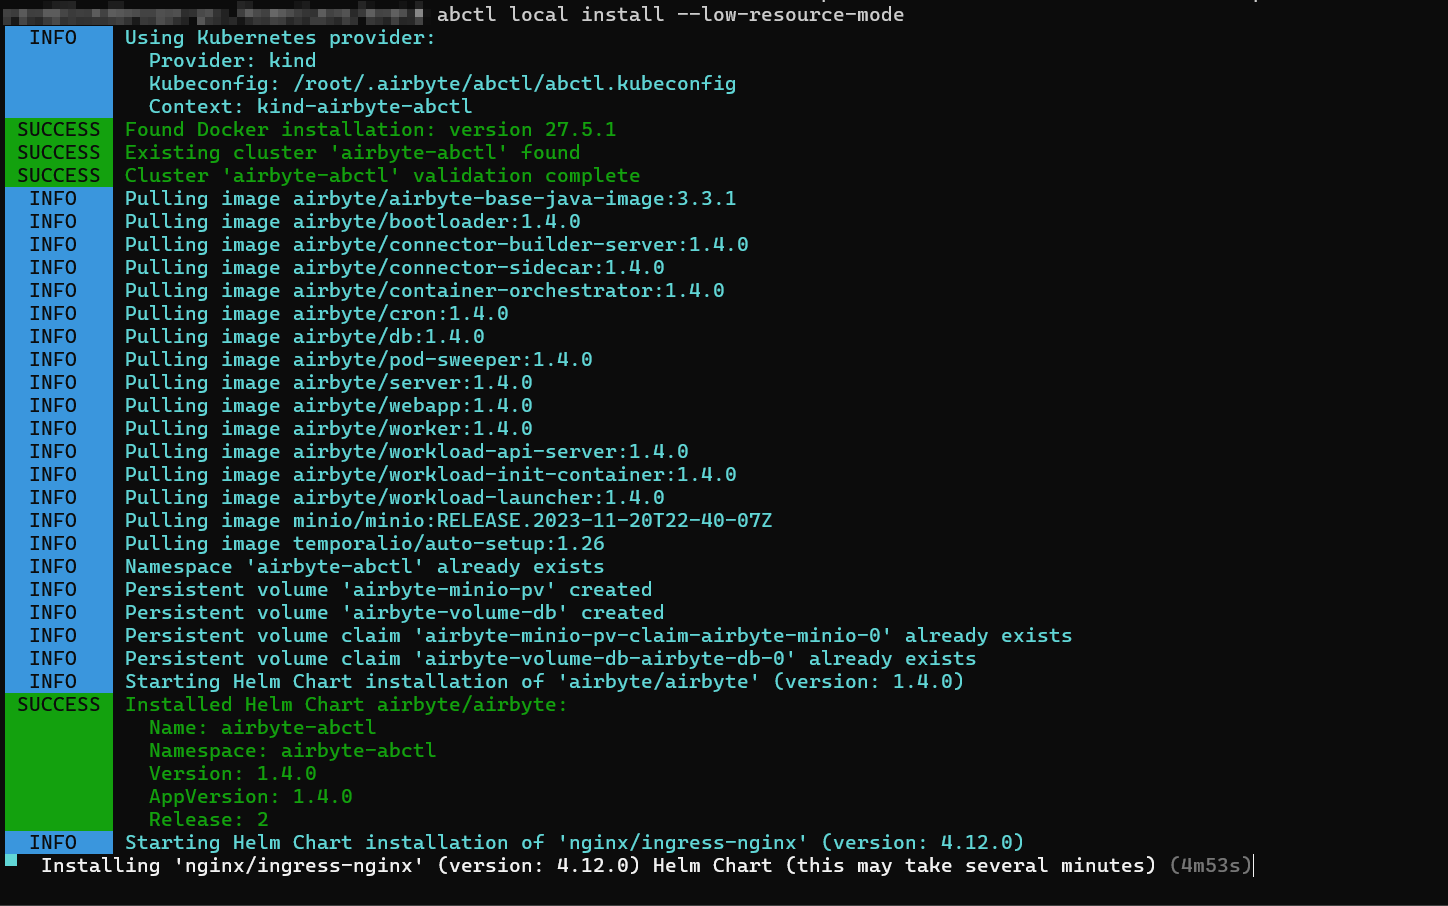 abctl local install --low-resource-mode
INFO Using Kubernetes provider:
Provider: kind
Kubeconfig: /root/.airbyte/abctl/abctl.kubeconfig
Context: kind-airbyte-abctl
SUCCESS Found Docker installation: version 27.5.1
SUCCESS Existing cluster 'airbyte-abctl' found
SUCCESS Cluster 'airbyte-abctl' validation complete
INFO Pulling image airbyte/airbyte-base-java-image:3.3.1
INFO Pulling image airbyte/bootloader:1.4.0
INFO Pulling image airbyte/connector-builder-server:1.4.0
INFO Pulling image airbyte/connector-sidecar:1.4.0
INFO Pulling image airbyte/container-orchestrator:1.4.0
INFO Pulling image airbyte/cron:1.4.0
INFO Pulling image airbyte/db:1.4.0
INFO Pulling image airbyte/pod-sweeper:1.4.0
INFO Pulling image airbyte/server:1.4.0
INFO Pulling image airbyte/webapp:1.4.0
INFO Pulling image airbyte/worker:1.4.0
INFO Pulling image airbyte/workload-api-server:1.4.0
INFO Pulling image airbyte/workload-init-container:1.4.0
INFO Pulling image airbyte/workload-launcher:1.4.0
INFO Pulling image minio/minio:RELEASE.2023-11-20T22-40-07Z
INFO Pulling image temporalio/auto-setup:1.26
INFO Namespace 'airbyte-abctl' already exists
INFO Persistent volume 'airbyte-minio-pv' created
INFO Persistent volume 'airbyte-volume-db' created
INFO Persistent volume claim 'airbyte-minio-pv-claim-airbyte-minio-0' already exists
INFO Persistent volume claim 'airbyte-volume-db-airbyte-db-0' already exists
INFO Starting Helm Chart installation of 'airbyte/airbyte' (version: 1.4.0)
SUCCESS Installed Helm Chart airbyte/airbyte:
Name: airbyte-abctl
Namespace: airbyte-abctl
Version: 1.4.0
AppVersion: 1.4.0
Release: 2
INFO Starting Helm Chart installation of 'nginx/ingress-nginx' (version: 4.12.0)
Installing 'nginx/ingress-nginx' (version: 4.12.0) Helm Chart (this may take several minutes) (4m53s)